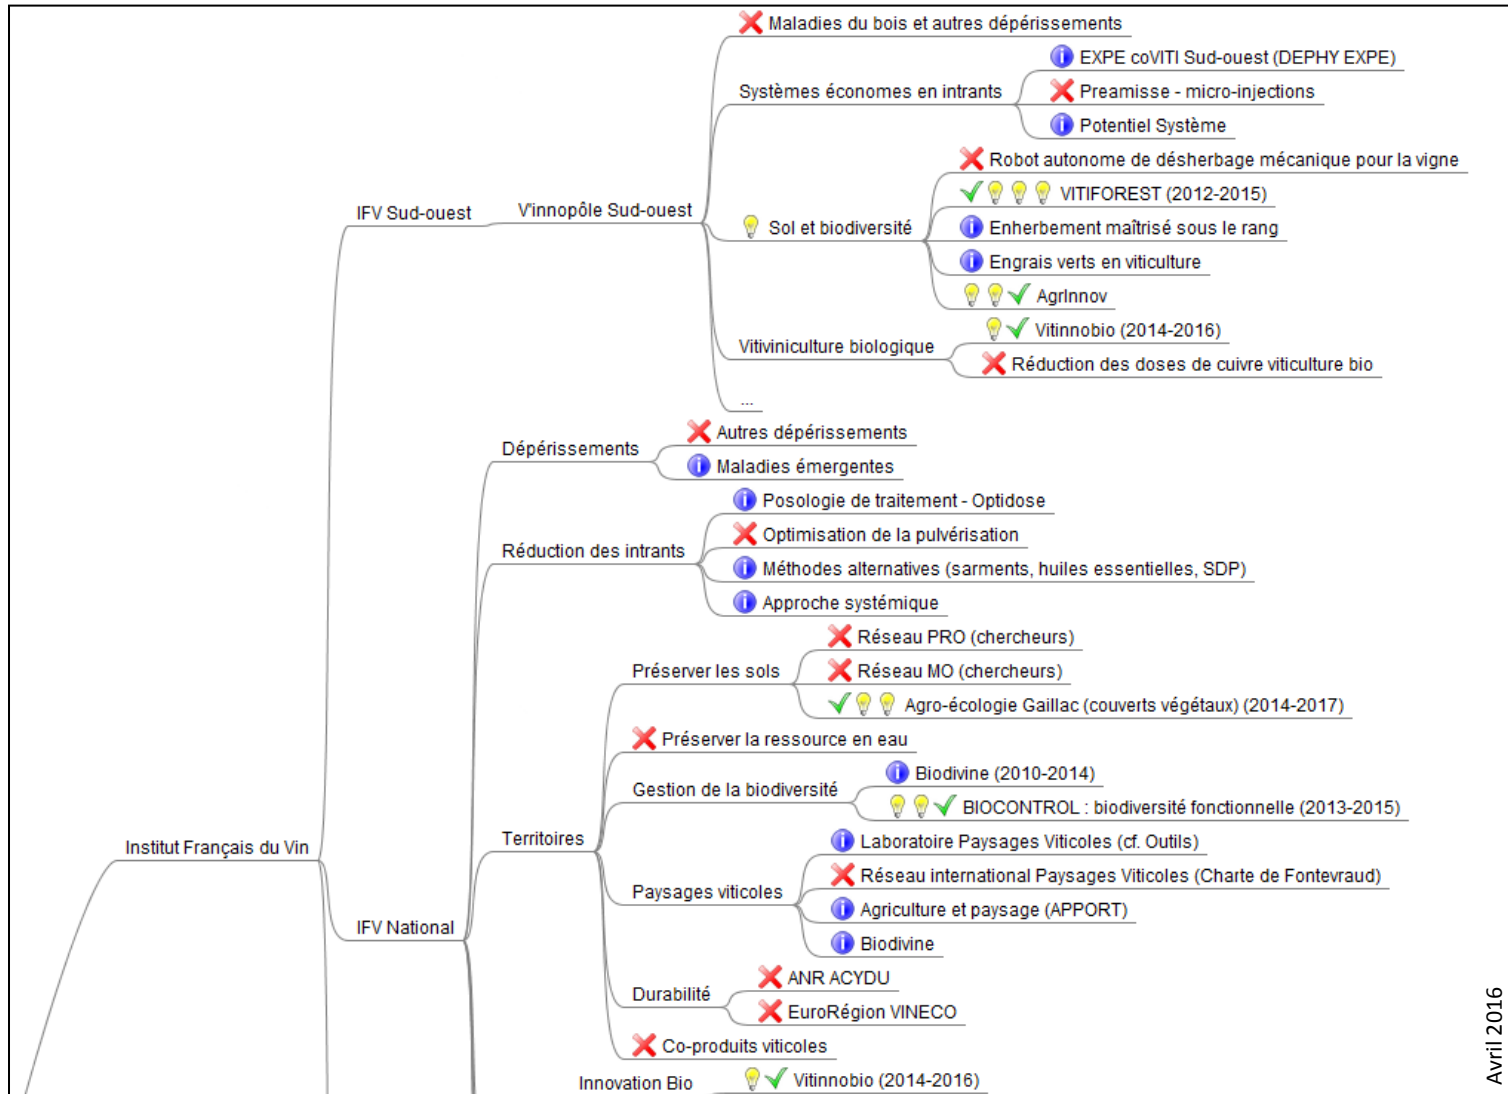 Maladies du bois et autres dépérissements
EXPE coVITI Sud-ouest (DEPHY EXPE)
Systèmes économes en intrants
Preamisse - micro-injections
Potentiel Système
Robot autonome de désherbage mécanique pour la vigne
VITIFOREST (2012-2015)
IFV Sud-ouest
V'innopôle Sud-ouest
Sol et biodiversité
Enherbement maîtrisé sous le rang
Engrais verts en viticulture
AgrInnov
Vitiviniculture biologique
Vitinnobio (2014-2016)
Réduction des doses de cuivre viticulture bio
...
Dépérissements
Autres dépérissements
Maladies émergentes
Posologie de traitement - Optidose
Réduction des intrants
Optimisation de la pulvérisation
Méthodes alternatives (sarments, huiles essentielles, SDP)
Approche systémique
Réseau PRO (chercheurs)
Préserver les sols
Réseau MO (chercheurs)
Agro-écologie Gaillac (couverts végétaux) (2014-2017)
Préserver la ressource en eau
Gestion de la biodiversité
Biodivine (2010-2014)
BIOCONTROL : biodiversité fonctionnelle (2013-2015)
Institut Français du Vin
Territoires
Laboratoire Paysages Viticoles (cf. Outils)
Paysages viticoles
Réseau international Paysages Viticoles (Charte de Fontevraud)
Agriculture et paysage (APPORT)
IFV National
Biodivine
Durabilité
ANR ACYDU
EuroRégion VINECO
Co-produits viticoles
Innovation Bio
Vitinnobio (2014-2016)
Avril 2016